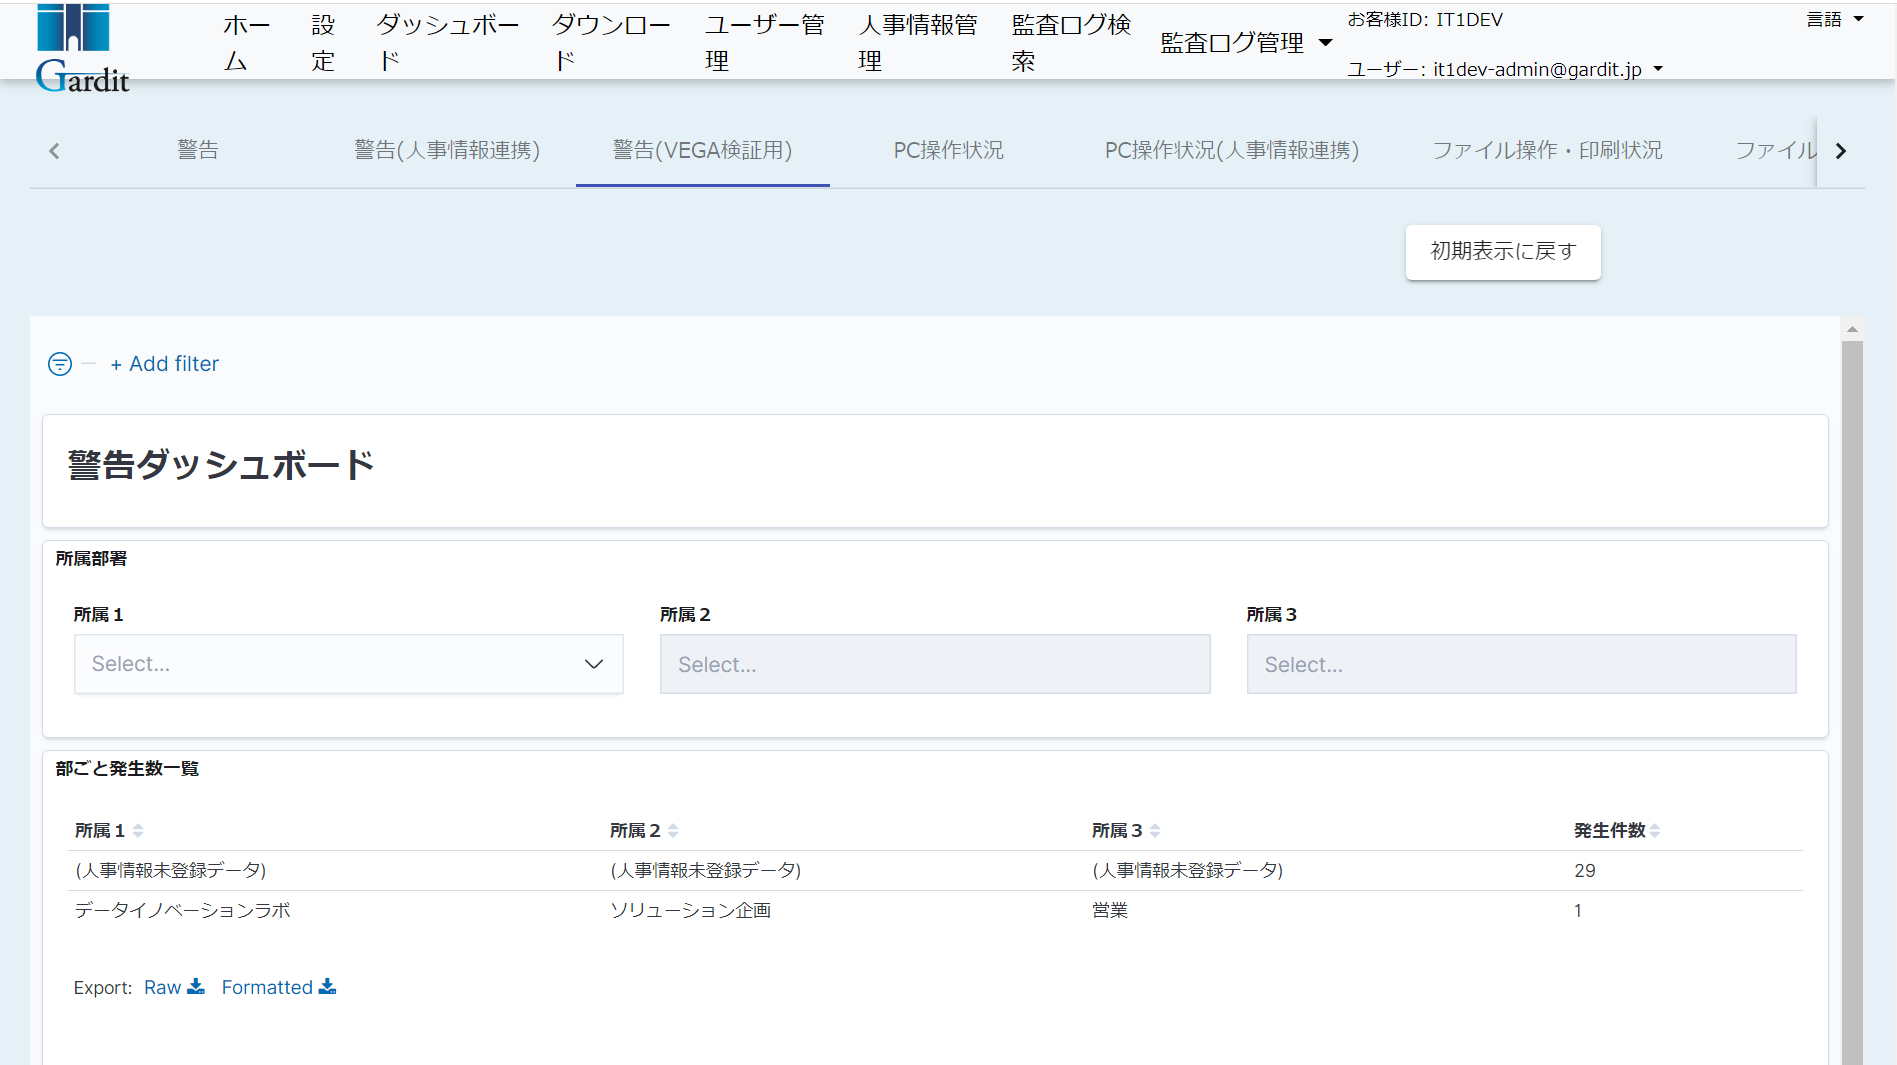 Gardit
ホー
ム
設
定
ダッシュボー
ド
ダウンロー
ド
ユーザー管
理
人事情報管
理
監査ログ検
索
監査ログ管理
お客様ID: IT1DEV
ユーザー: it1dev-admin@gardit.jp
言語
警告
警告(人事情報連携)
警告(VEGA検証用)
PC操作状況
PC操作状況(人事情報連携)
ファイル操作・印刷状況
ファイル
初期表示に戻す
+ Add filter
警告ダッシュボード
所属部署
所属１ 所属２ 所属３
Select... Select... Select...
部ごと発生数一覧
所属１ 所属２ 所属３ 発生件数
(人事情報未登録データ) (人事情報未登録データ) (人事情報未登録データ) 29
データイノベーションラボ ソリューション企画 営業 1
Export: Raw Formatted